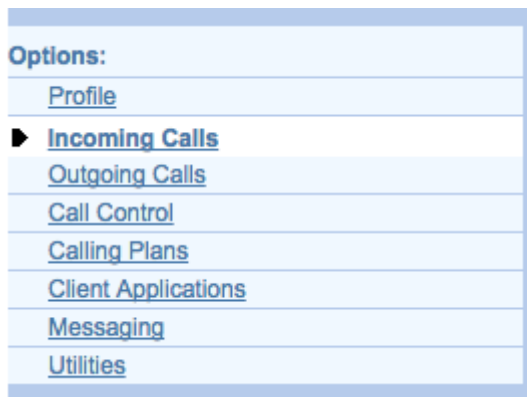 Options:
Profile
Incoming Calls
Outgoing Calls
Call Control
Calling Plans
Client Applications
Messaging
Utilities